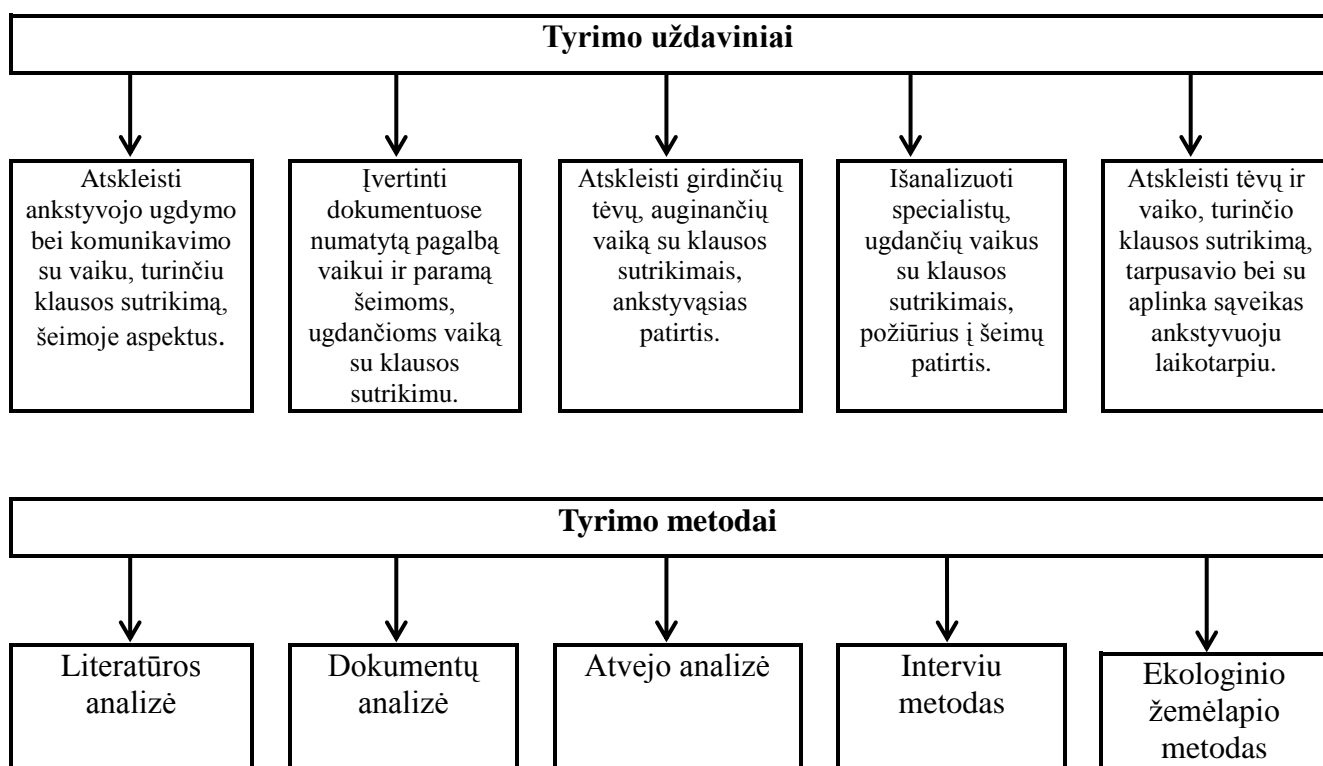 Tyrimo uždaviniai
Atskleisti
ankstyvojo ugdymo
bei komunikavimo
su vaiku, turinčiu
klausos sutrikimą,
šeimoje aspektus.
Įvertinti
dokumentuose
numatytą pagalbą
vaikui ir paramą
šeimoms,
ugdančioms vaiką
su klausos
sutrikimu.
Atskleisti girdinčių
tėvų, auginančių
vaiką su klausos
sutrikimais,
ankstyvąsias
patirtis.
Išanalizuoti
specialistų,
ugdančių vaikus
su klausos
sutrikimais,
požiūrius į šeimų
patirtis.
Atskleisti tėvų ir
vaiko, turinčio
klausos sutrikimą,
tarpusavio bei su
aplinka sąveikas
ankstyvuoju
laikotarpiu.
Tyrimo metodai
Literatūros
analizė
Dokumentų
analizė
Atvejo analizė
Interviu
metodas
Ekologinio
žemėlapio
metodas